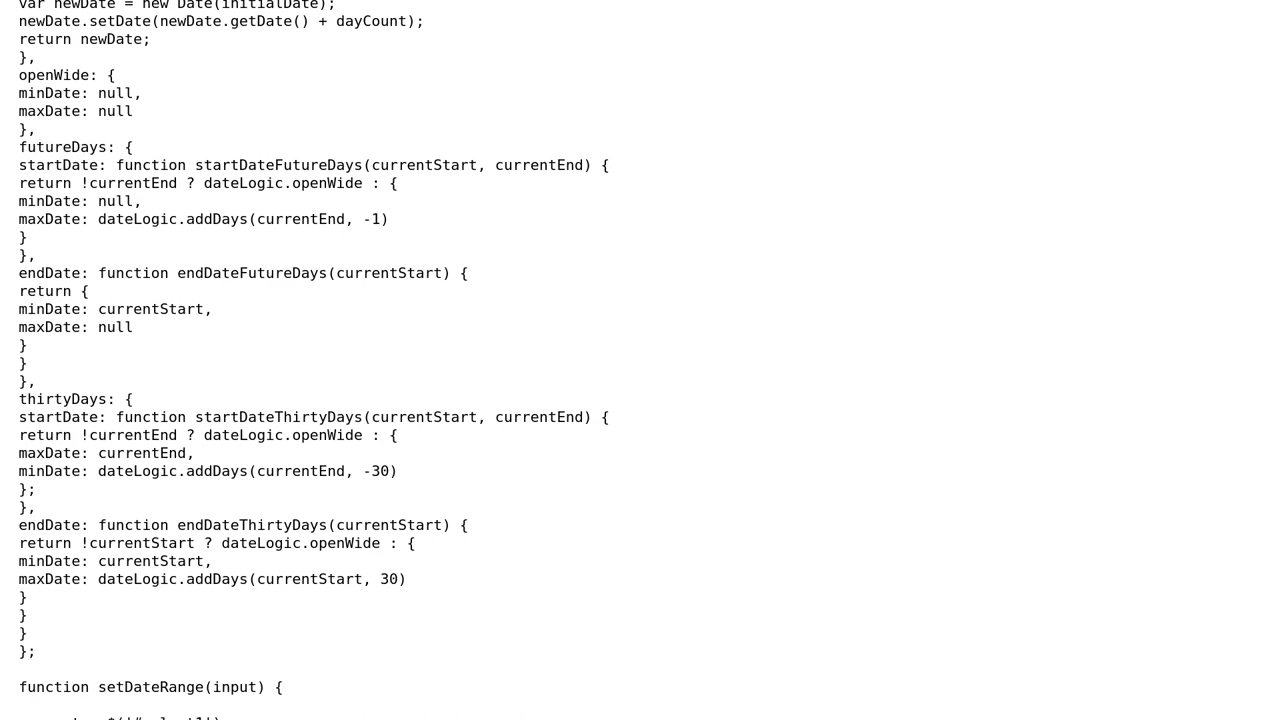 var newDate = new Date(initialDate);
newDate.setDate(newDate.getDate() + dayCount);
return newDate;
},
openWide: {
minDate: null,
maxDate: null
},
futureDays: {
startDate: function startDateFutureDays(currentStart, currentEnd) {
return !currentEnd ? dateLogic.openWide : {
minDate: null,
maxDate: dateLogic.addDays(currentEnd, -1)
}
},
endDate: function endDateFutureDays(currentStart) {
return {
minDate: currentStart,
maxDate: null
}
}
},
thirtyDays: {
startDate: function startDateThirtyDays(currentStart, currentEnd) {
return !currentEnd ? dateLogic.openWide : {
maxDate: currentEnd,
minDate: dateLogic.addDays(currentEnd, -30)
};
},
endDate: function endDateThirtyDays(currentStart) {
return !currentStart ? dateLogic.openWide : {
minDate: currentStart,
maxDate: dateLogic.addDays(currentStart, 30)
}
}
}
};
function setDateRange(input) {